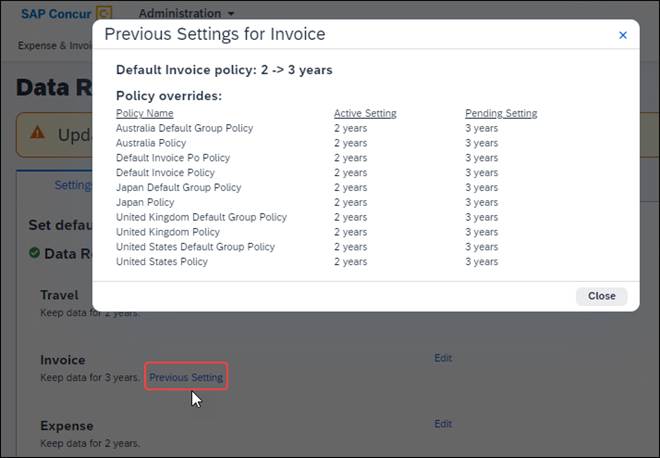 SAP Concur C Administration
Expense & Invoi
Data R
Upda
Settings
Set defau
Data Re
Travel
Keep data for 2 years.
Invoice
Edit
Keep data for 3 years. Previous Setting
Expense
Edit
Keep data for 2 years.
Previous Settings for Invoice ×
Default Invoice policy: 2 -> 3 years
Policy overrides:
Policy Name Active Setting Pending Setting
Australia Default Group Policy 2 years 3 years
Australia Policy 2 years 3 years
Default Invoice Po Policy 2 years 3 years
Default Invoice Policy 2 years 3 years
Japan Default Group Policy 2 years 3 years
Japan Policy 2 years 3 years
United Kingdom Default Group Policy 2 years 3 years
United Kingdom Policy 2 years 3 years
United States Default Group Policy 2 years 3 years
United States Policy 2 years 3 years
Close